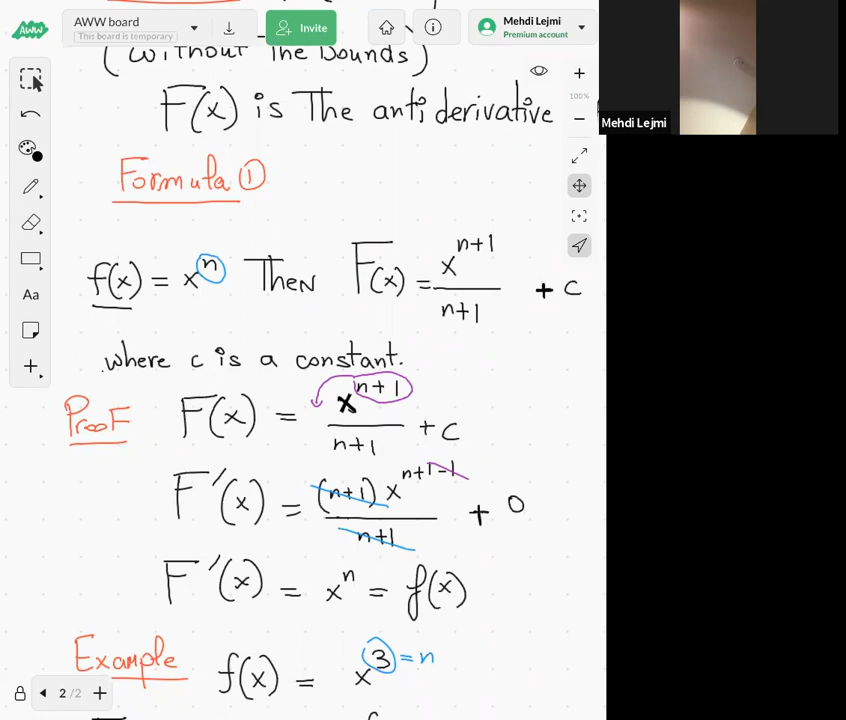 AWW board
This board is temporary
Invite
Mehdi Lejmi
Premium account
(without the bounds)
F(x) is the antiderivative
100%
Mehdi Lejmi
Formula ①
f(x) = x^n Then F(x) = x^{n+1}/(n+1) + c
where c is a constant.
Proof F(x) = x^{n+1}/(n+1) + c
F'(x) = (n+1) x^{n+1-1}/(n+1) + 0
F'(x) = x^n = f(x)
Example f(x) = x^3 = n
Aa
2 / 2